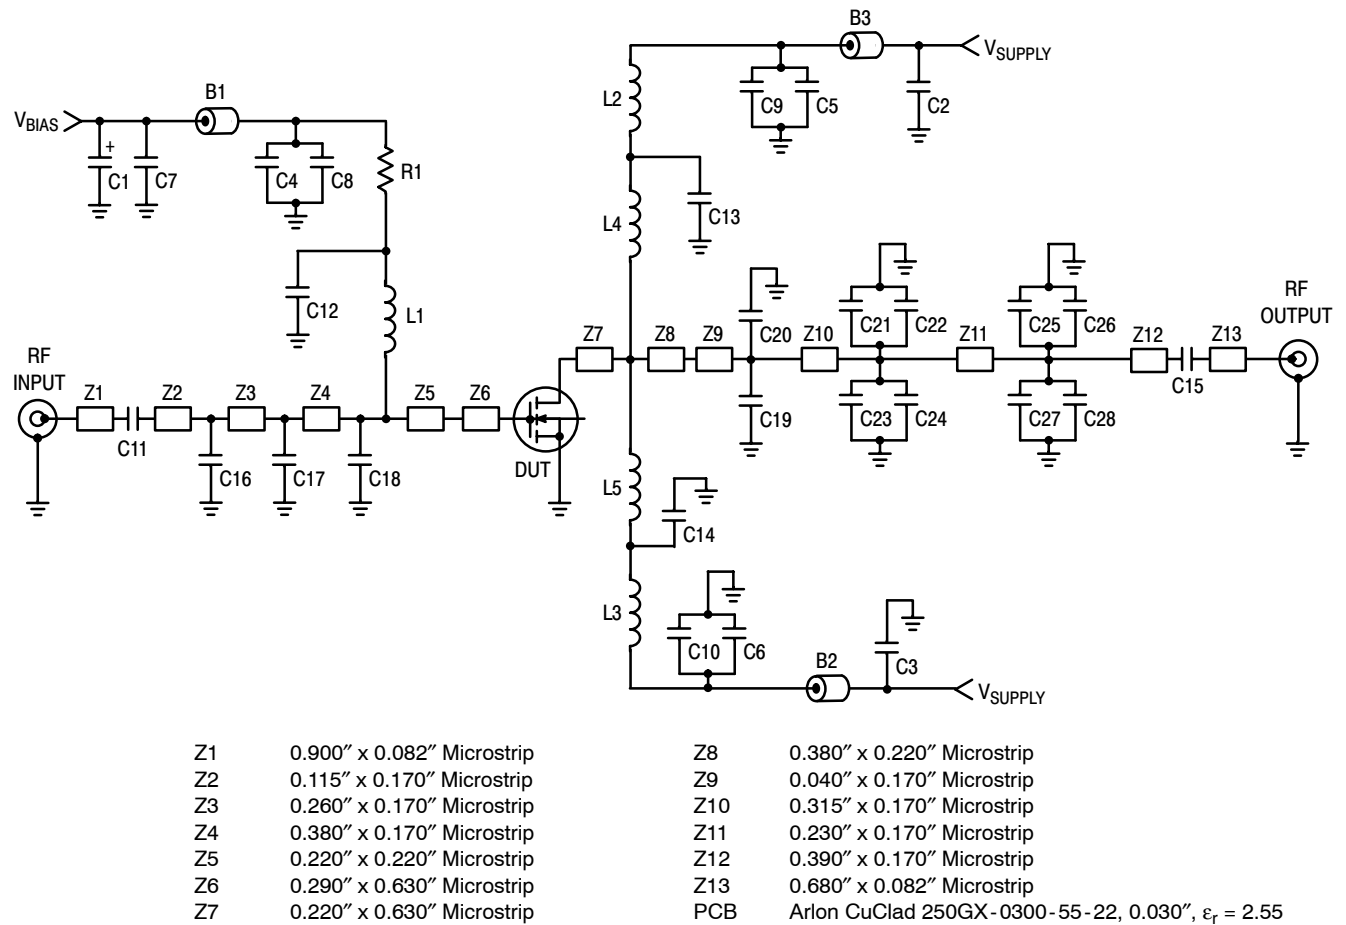 B3
V_SUPPLY
L2
C9
C5
C2
B1
V_BIAS
+
C1
C7
C4
C8
R1
L4
C13
C12
L1
C20
C21
C22
C25
C26
RF
OUTPUT
Z7
Z8
Z9
Z10
Z11
Z12
Z13
C15
RF
INPUT
Z1
Z2
Z3
Z4
Z5
Z6
C11
C19
C23
C24
C27
C28
C16
C17
C18
DUT
L5
C14
L3
C10
C6
C3
B2
V_SUPPLY
Z1 0.900″ x 0.082″ Microstrip
Z2 0.115″ x 0.170″ Microstrip
Z3 0.260″ x 0.170″ Microstrip
Z4 0.380″ x 0.170″ Microstrip
Z5 0.220″ x 0.220″ Microstrip
Z6 0.290″ x 0.630″ Microstrip
Z7 0.220″ x 0.630″ Microstrip
Z8 0.380″ x 0.220″ Microstrip
Z9 0.040″ x 0.170″ Microstrip
Z10 0.315″ x 0.170″ Microstrip
Z11 0.230″ x 0.170″ Microstrip
Z12 0.390″ x 0.170″ Microstrip
Z13 0.680″ x 0.082″ Microstrip
PCB Arlon CuClad 250GX-0300-55-22, 0.030″, ε_r = 2.55